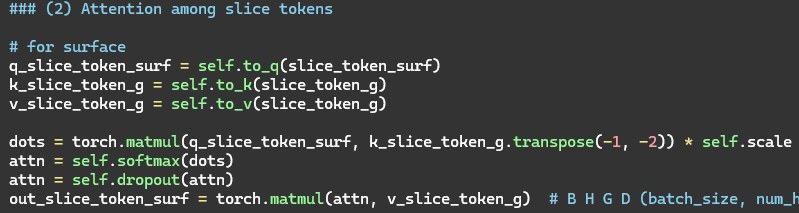 ### (2) Attention among slice tokens
# for surface
q_slice_token_surf = self.to_q(slice_token_surf)
k_slice_token_g = self.to_k(slice_token_g)
v_slice_token_g = self.to_v(slice_token_g)
dots = torch.matmul(q_slice_token_surf, k_slice_token_g.transpose(-1, -2)) * self.scale
attn = self.softmax(dots)
attn = self.dropout(attn)
out_slice_token_surf = torch.matmul(attn, v_slice_token_g)  # B H G D (batch_size, num_h